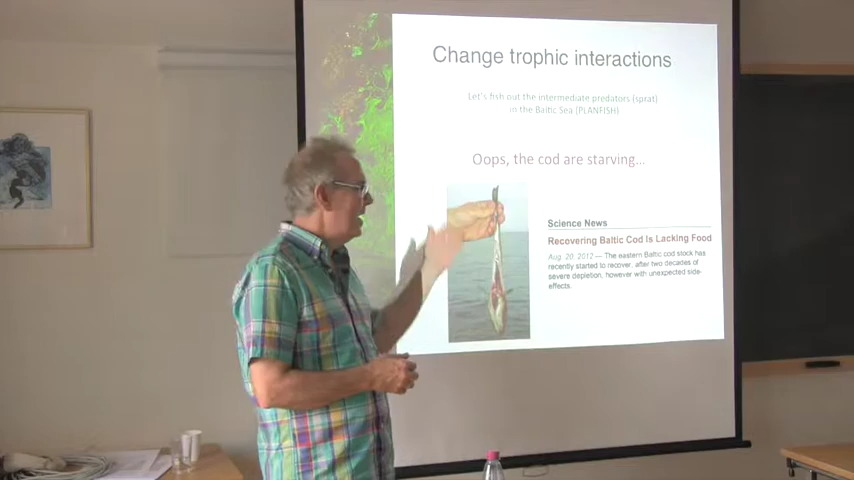 Change trophic interactions
Let's fish out the intermediate predators (sprat)
in the Baltic Sea (PLANFISH)
Oops, the cod are starving...
Science News
Recovering Baltic Cod Is Lacking Food
Aug. 20, 2012 — The eastern Baltic cod stock has
recently started to recover, after two decades of
severe depletion, however with unexpected side-
effects.